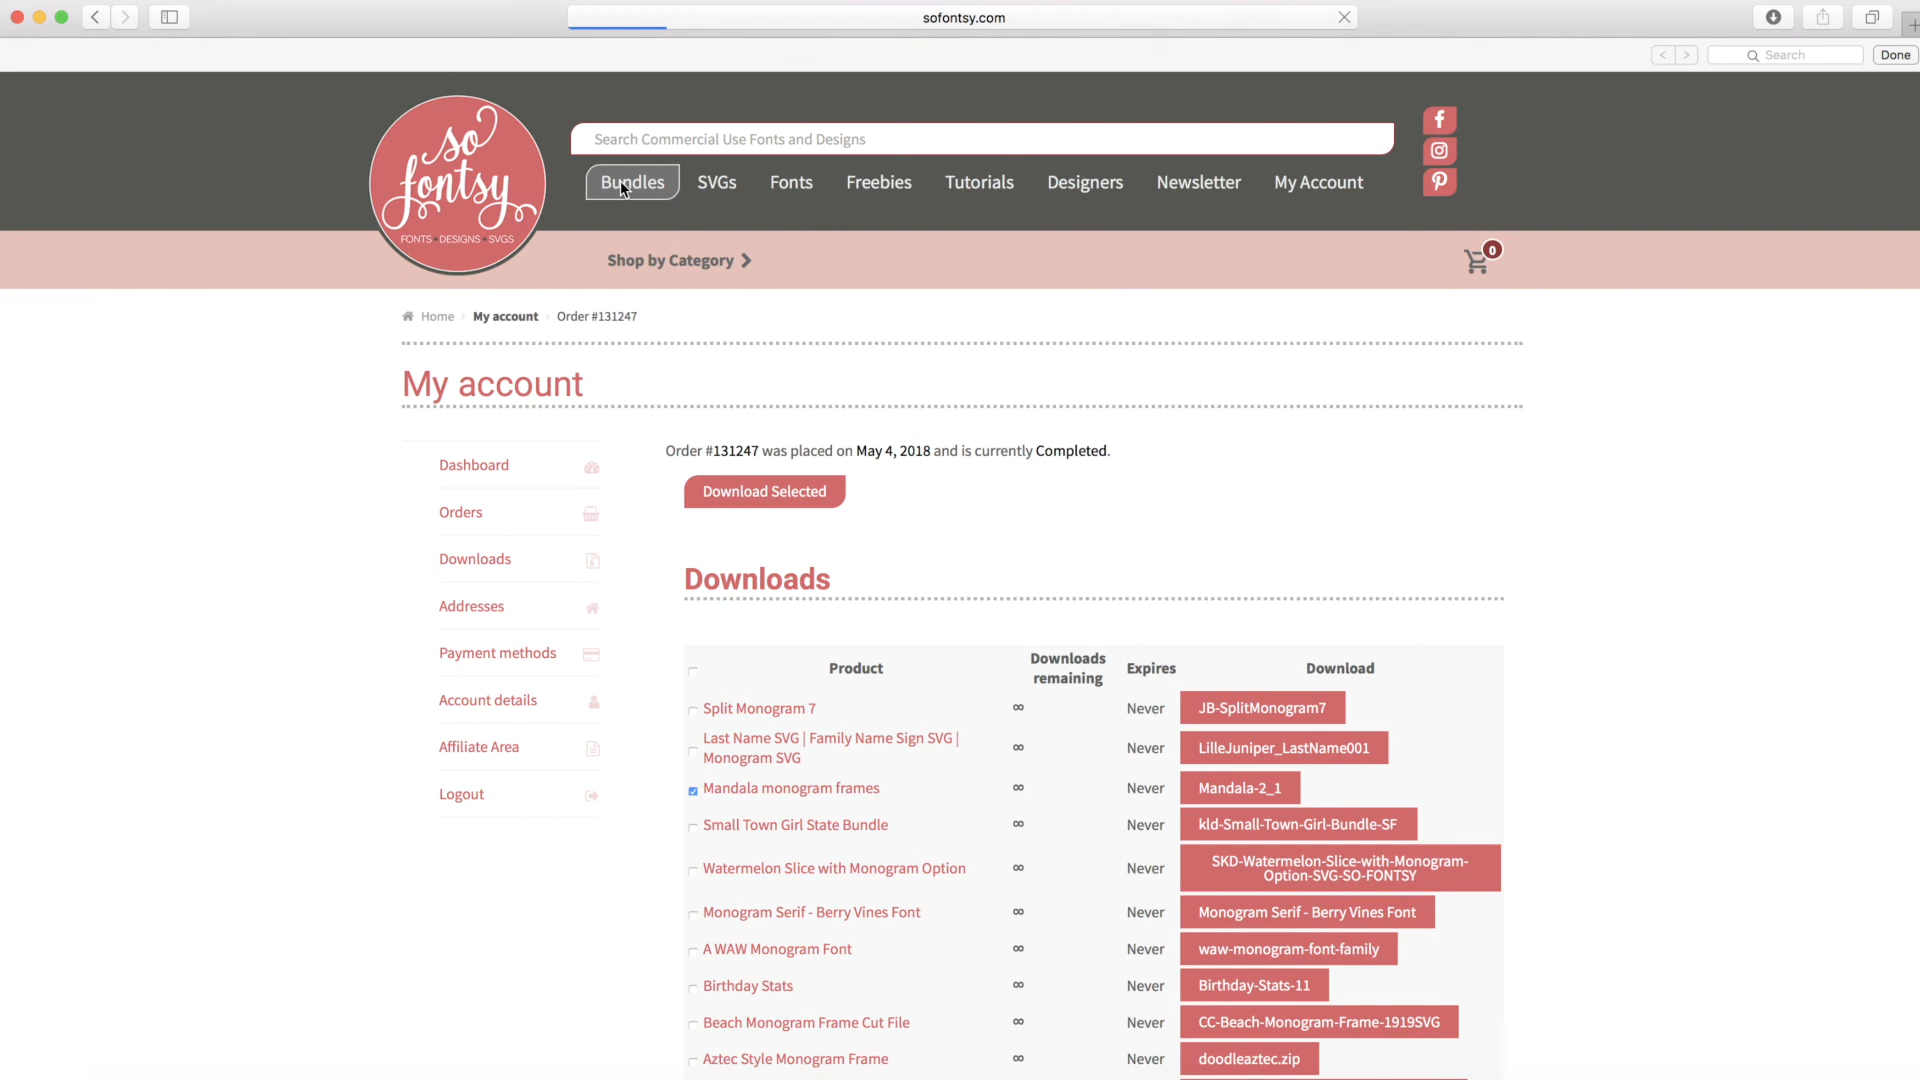 sofontsy.com
Search
Done
so
fontsy
FONTS • DESIGNS • SVGS
Search Commercial Use Fonts and Designs
Bundles
SVGs
Fonts
Freebies
Tutorials
Designers
Newsletter
My Account
Shop by Category
0
Home
My account
Order #131247
My account
Dashboard
Orders
Downloads
Addresses
Payment methods
Account details
Affiliate Area
Logout
Order #131247 was placed on May 4, 2018 and is currently Completed.
Download Selected
Downloads
Product
Downloads
remaining
Expires
Download
Split Monogram 7
∞
Never
JB-SplitMonogram7
Last Name SVG | Family Name Sign SVG |
Monogram SVG
∞
Never
LilleJuniper_LastName001
Mandala monogram frames
∞
Never
Mandala-2_1
Small Town Girl State Bundle
∞
Never
kld-Small-Town-Girl-Bundle-SF
Watermelon Slice with Monogram Option
∞
Never
SKD-Watermelon-Slice-with-Monogram-
Option-SVG-SO-FONTSY
Monogram Serif - Berry Vines Font
∞
Never
Monogram Serif - Berry Vines Font
A WAW Monogram Font
∞
Never
waw-monogram-font-family
Birthday Stats
∞
Never
Birthday-Stats-11
Beach Monogram Frame Cut File
∞
Never
CC-Beach-Monogram-Frame-1919SVG
Aztec Style Monogram Frame
∞
Never
doodleaztec.zip